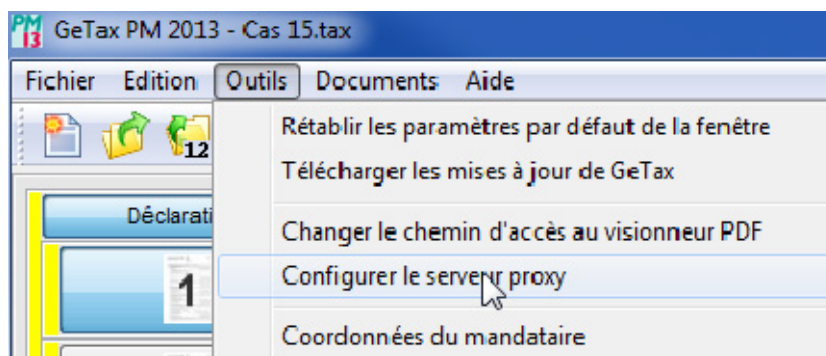 PM 13 GeTax PM 2013 - Cas 15.tax
Fichier Edition Outils Documents Aide
12
Rétablir les paramètres par défaut de la fenêtre
Télécharger les mises à jour de GeTax
Déclarati
Changer le chemin d'accès au visionneur PDF
1
Configurer le serveur proxy
Coordonnées du mandataire